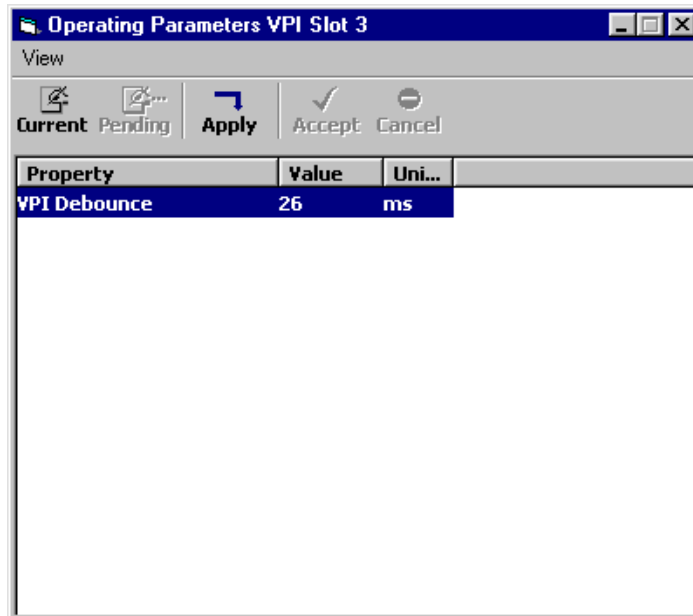 Operating Parameters VPI Slot 3
View
Current Pending... Apply Accept Cancel
Property Value Uni...
VPI Debounce 26 ms